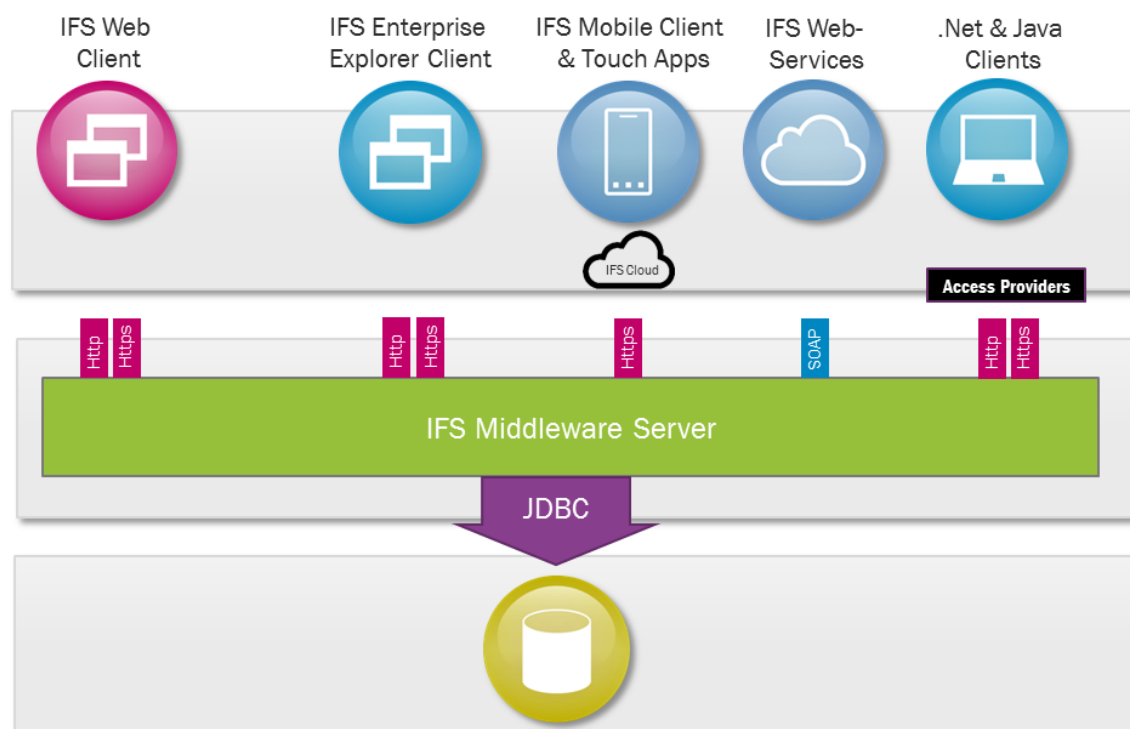 IFS Web
Client
IFS Enterprise
Explorer Client
IFS Mobile Client
& Touch Apps
IFS Web-
Services
.Net & Java
Clients
IFS Cloud
Access Providers
Http
Https
Http
Https
Https
SOAP
Http
Https
IFS Middleware Server
JDBC